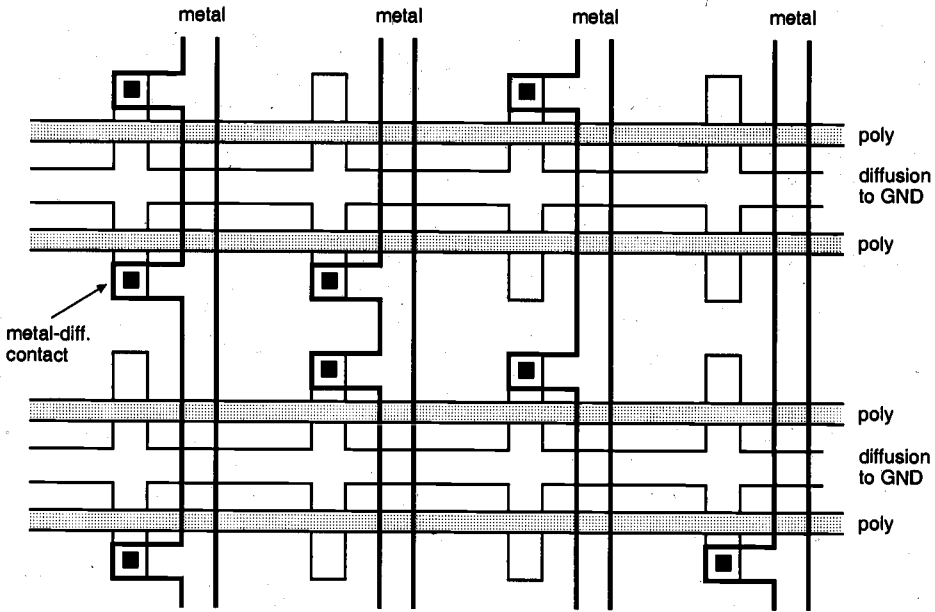 metal
metal
metal
metal
poly
diffusion
to GND
poly
metal-diff.
contact
poly
diffusion
to GND
poly